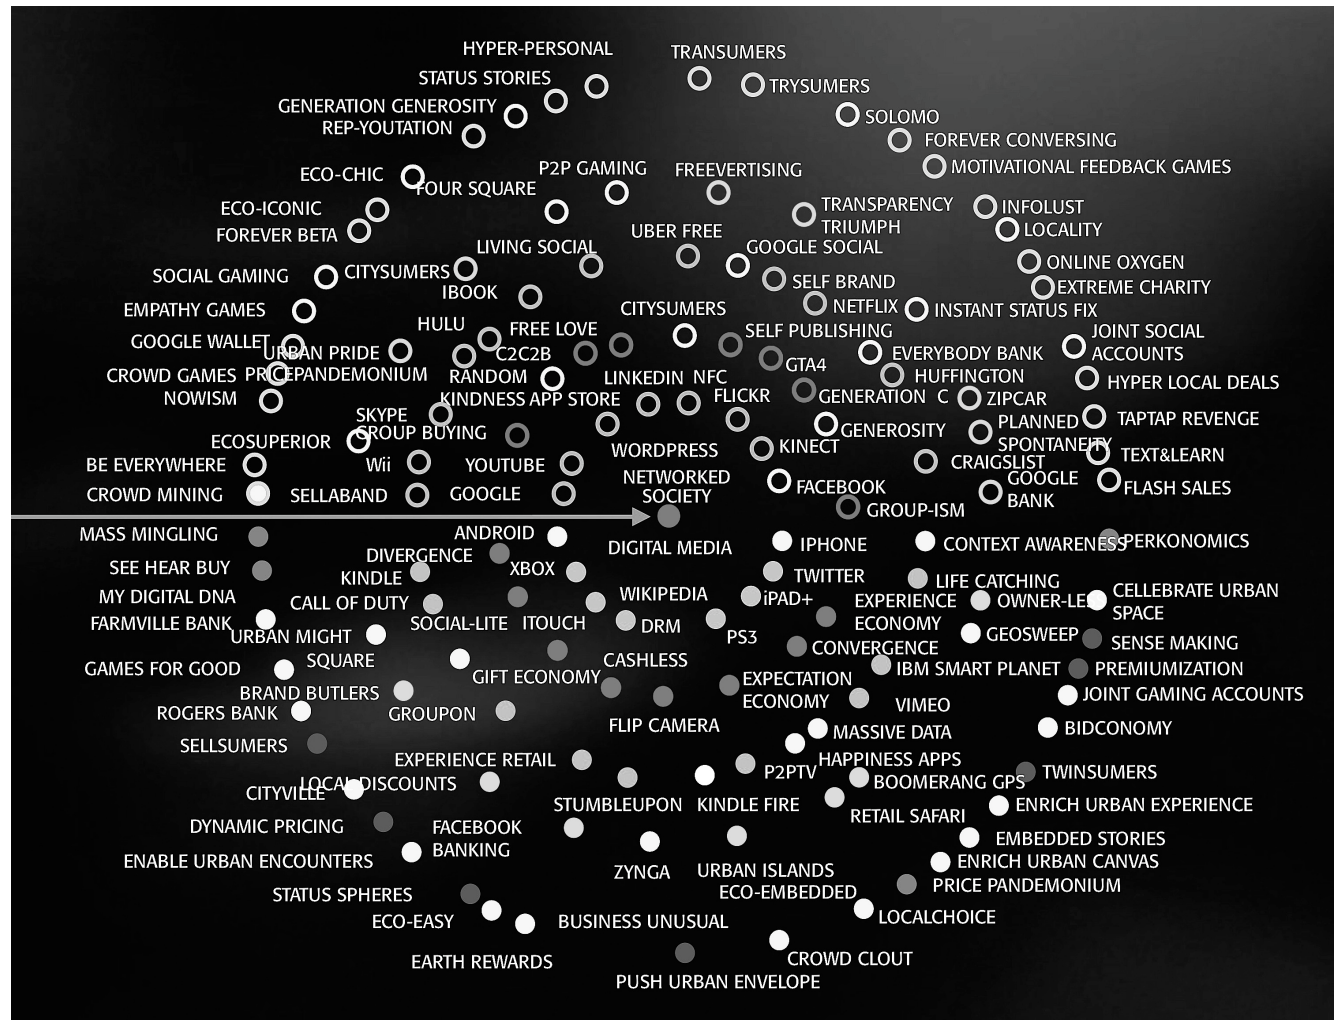 HYPER-PERSONAL
TRANSUMERS
STATUS STORIES
TRYSUMERS
GENERATION GENEROSITY
SOLOMO
REP-YOUTATION
FOREVER CONVERSING
P2P GAMING
FREEVERTISING
MOTIVATIONAL FEEDBACK GAMES
ECO-CHIC
FOUR SQUARE
ECO-ICONIC
TRANSPARENCY
TRIUMPH
INFOLUST
FOREVER BETA
UBER FREE
LOCALITY
LIVING SOCIAL
GOOGLE SOCIAL
SOCIAL GAMING
CITYSUMERS
ONLINE OXYGEN
IBOOK
SELF BRAND
EXTREME CHARITY
EMPATHY GAMES
CITYSUMERS
NETFLIX
INSTANT STATUS FIX
HULU
FREE LOVE
SELF PUBLISHING
JOINT SOCIAL
ACCOUNTS
GOOGLE WALLET
URBAN PRIDE
C2C2B
EVERYBODY BANK
GTA4
CROWD GAMES
PRICEPANDEMONIUM
RANDOM
LINKEDIN
NFC
HUFFINGTON
HYPER LOCAL DEALS
NOWISM
KINDNESS
APP STORE
FLICKR
GENERATION C
ZIPCAR
SKYPE
TAPTAP REVENGE
GROUP BUYING
GENEROSITY
PLANNED
SPONTANEITY
ECOSUPERIOR
WORDPRESS
KINECT
TEXT&LEARN
BE EVERYWHERE
Wii
YOUTUBE
CRAIGSLIST
NETWORKED
SOCIETY
GOOGLE
BANK
CROWD MINING
SELLABAND
GOOGLE
FACEBOOK
FLASH SALES
GROUP-ISM
MASS MINGLING
ANDROID
DIGITAL MEDIA
IPHONE
CONTEXT AWARENESS
PERKONOMICS
DIVERGENCE
SEE HEAR BUY
KINDLE
XBOX
TWITTER
LIFE CATCHING
MY DIGITAL DNA
CALL OF DUTY
WIKIPEDIA
iPAD+
EXPERIENCE
ECONOMY
OWNER-LESS
CELLEBRATE URBAN
SPACE
FARMVILLE BANK
SOCIAL-LITE
ITOUCH
DRM
PS3
URBAN MIGHT
GEOSWEEP
SENSE MAKING
CONVERGENCE
SQUARE
CASHLESS
GAMES FOR GOOD
GIFT ECONOMY
IBM SMART PLANET
PREMIUMIZATION
EXPECTATION
ECONOMY
BRAND BUTLERS
JOINT GAMING ACCOUNTS
ROGERS BANK
GROUPON
VIMEO
FLIP CAMERA
BIDCONOMY
SELLSUMERS
MASSIVE DATA
EXPERIENCE RETAIL
HAPPINESS APPS
P2PTV
TWINSUMERS
LOCAL DISCOUNTS
BOOMERANG GPS
CITYVILLE
STUMBLEUPON
KINDLE FIRE
ENRICH URBAN EXPERIENCE
RETAIL SAFARI
DYNAMIC PRICING
FACEBOOK
BANKING
EMBEDDED STORIES
ENABLE URBAN ENCOUNTERS
ENRICH URBAN CANVAS
ZYNGA
URBAN ISLANDS
PRICE PANDEMONIUM
STATUS SPHERES
ECO-EMBEDDED
ECO-EASY
BUSINESS UNUSUAL
LOCALCHOICE
EARTH REWARDS
CROWD CLOUT
PUSH URBAN ENVELOPE